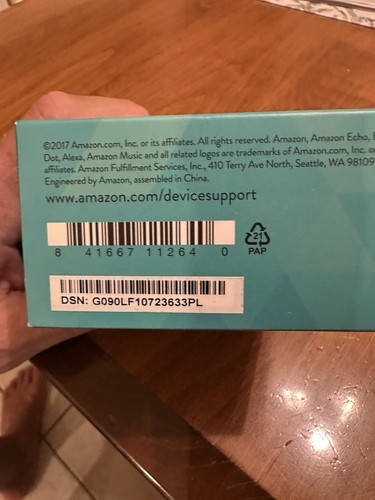 ©2017 Amazon.com, Inc. or its affiliates. All rights reserved. Amazon, Amazon Echo,
Dot, Alexa, Amazon Music and all related logos are trademarks of Amazon.com, Inc. or
affiliates. Amazon Fulfillment Services, Inc., 410 Terry Ave North, Seattle, WA 98109
Engineered by Amazon, assembled in China.
www.amazon.com/devicesupport
8 41667 11264 0
21
PAP
DSN: G090LF10723633PL